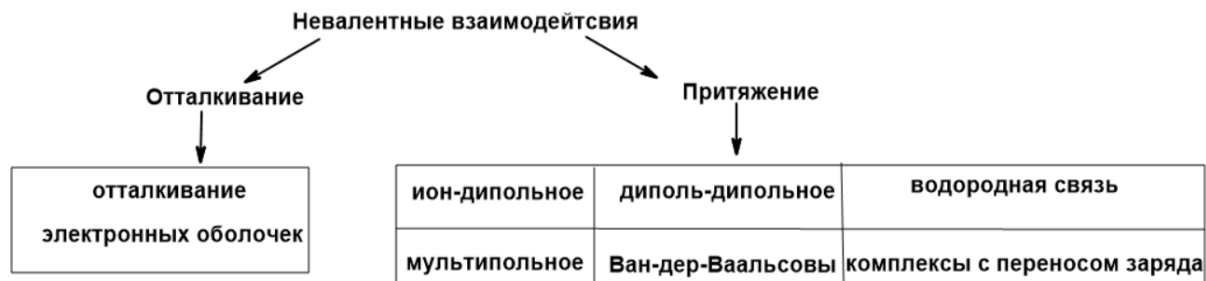 Невалентные взаимодейтсвия
Отталкивание
Притяжение
отталкивание
электронных оболочек
ион-дипольное
диполь-дипольное
водородная связь
мультипольное
Ван-дер-Ваальсовы
комплексы с переносом заряда